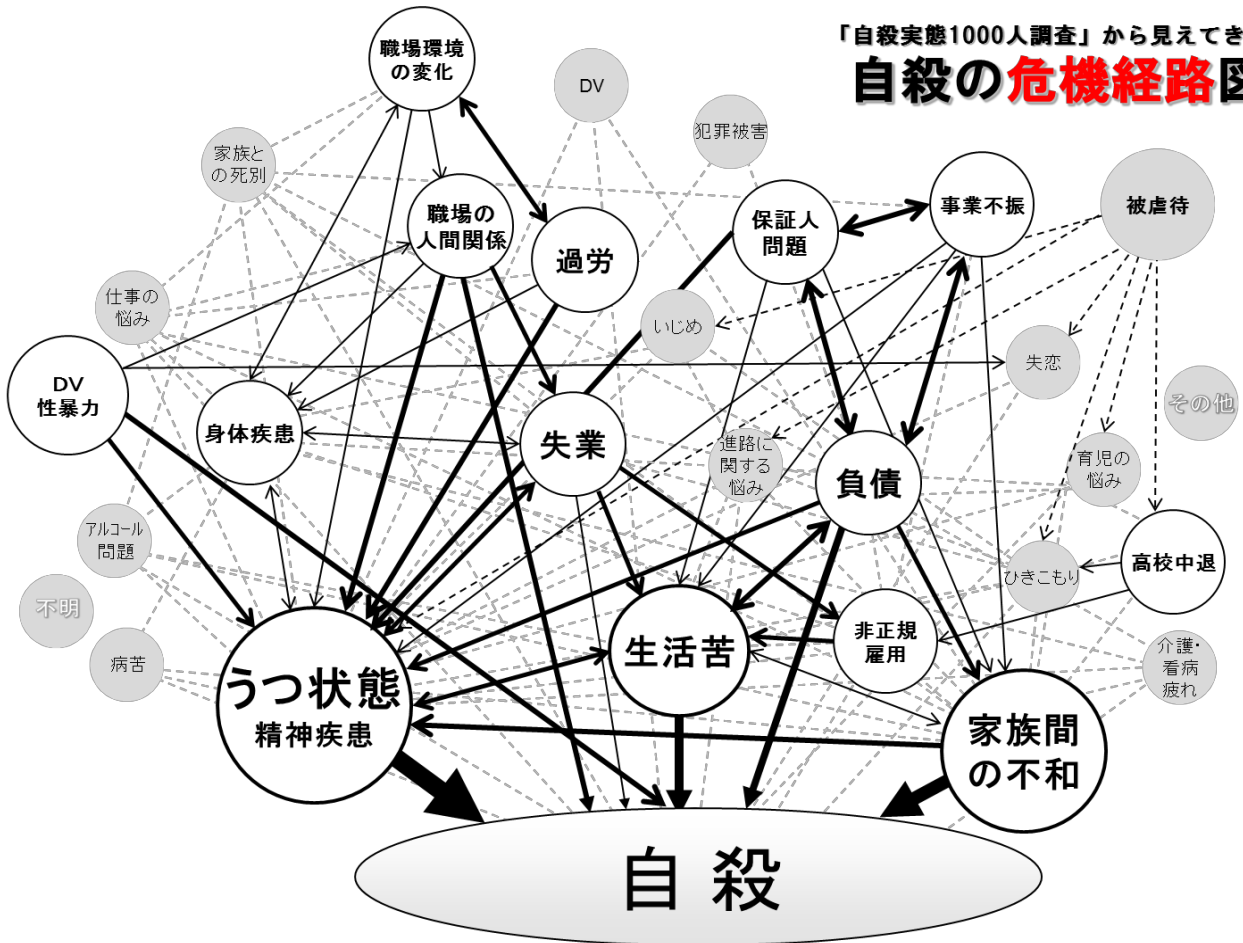 「自殺実態1000人調査」から見えてき
自殺の危機経路図
職場環境
の変化
DV
犯罪被害
家族と
の死別
職場の
人間関係
過労
保証人
問題
事業不振
被虐待
仕事の
悩み
いじめ
失恋
その他
DV
性暴力
身体疾患
失業
進路に
関する
悩み
負債
育児の
悩み
アルコール
問題
高校中退
ひきこもり
不明
病苦
うつ状態
精神疾患
生活苦
非正規
雇用
介護・
看病
疲れ
家族間
の不和
自殺